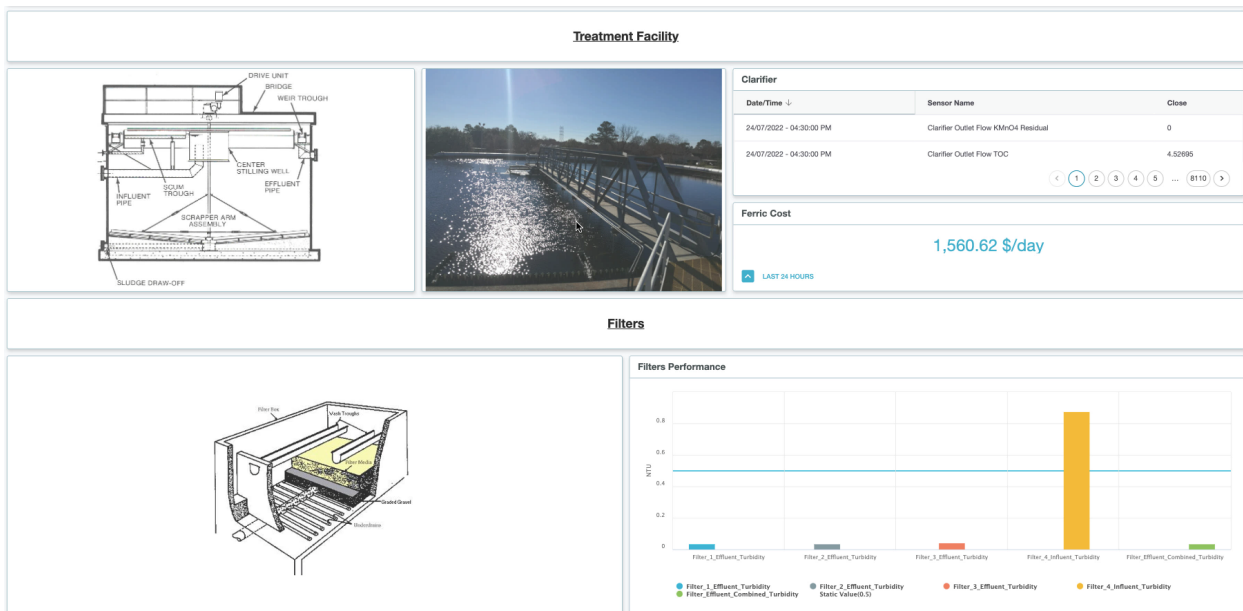 Treatment Facility
DRIVE UNIT
BRIDGE
WEIR TROUGH
CENTER
STILLING WELL
EFFLUENT
PIPE
SCUM
TROUGH
INFLUENT
PIPE
SCRAPPER ARM
ASSEMBLY
SLUDGE DRAW-OFF
Clarifier
Date/Time ↓ Sensor Name Close
24/07/2022 - 04:30:00 PM Clarifier Outlet Flow KMnO4 Residual 0
24/07/2022 - 04:30:00 PM Clarifier Outlet Flow TOC 4.52695
< 1 2 3 4 5 ... 8110 >
Ferric Cost
1,560.62 $/day
LAST 24 HOURS
Filters
Filter Box
Wash Troughs
Filter Media
Graded Gravel
Underdrains
Filters Performance
NTU
0.8
0.6
0.4
0.2
0
Filter_1_Effluent_Turbidity Filter_2_Effluent_Turbidity Filter_3_Effluent_Turbidity Filter_4_Influent_Turbidity Filter_Effluent_Combined_Turbidity
Filter_1_Effluent_Turbidity Filter_2_Effluent_Turbidity Filter_3_Effluent_Turbidity Filter_4_Influent_Turbidity
Filter_Effluent_Combined_Turbidity Static Value(0.5)